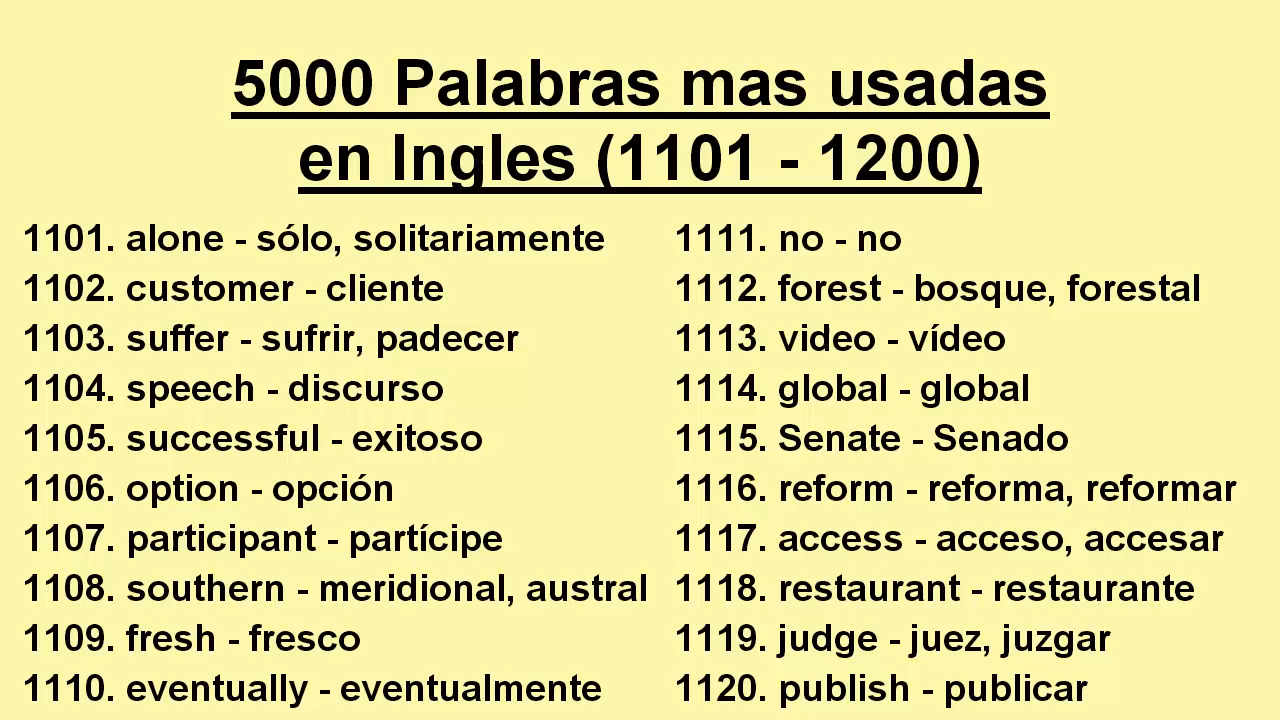 5000 Palabras mas usadas
en Ingles (1101 - 1200)
1101. alone - sólo, solitariamente
1102. customer - cliente
1103. suffer - sufrir, padecer
1104. speech - discurso
1105. successful - exitoso
1106. option - opción
1107. participant - partícipe
1108. southern - meridional, austral
1109. fresh - fresco
1110. eventually - eventualmente
1111. no - no
1112. forest - bosque, forestal
1113. video - vídeo
1114. global - global
1115. Senate - Senado
1116. reform - reforma, reformar
1117. access - acceso, accesar
1118. restaurant - restaurante
1119. judge - juez, juzgar
1120. publish - publicar